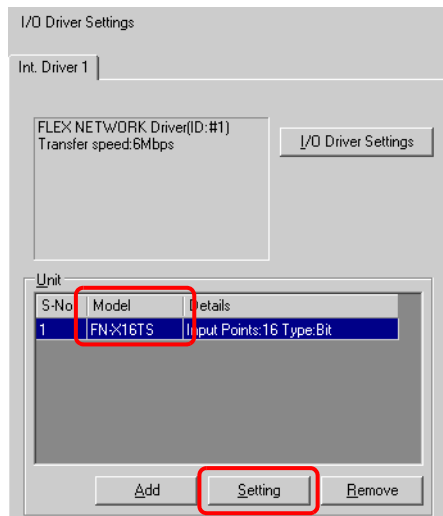 I/O Driver Settings
Int. Driver 1
FLEX NETWORK Driver(ID:#1)
Transfer speed:6Mbps
I/O Driver Settings
Unit
S-No Model Details
1 FN-X16TS Input Points:16 Type:Bit
Add Setting Remove